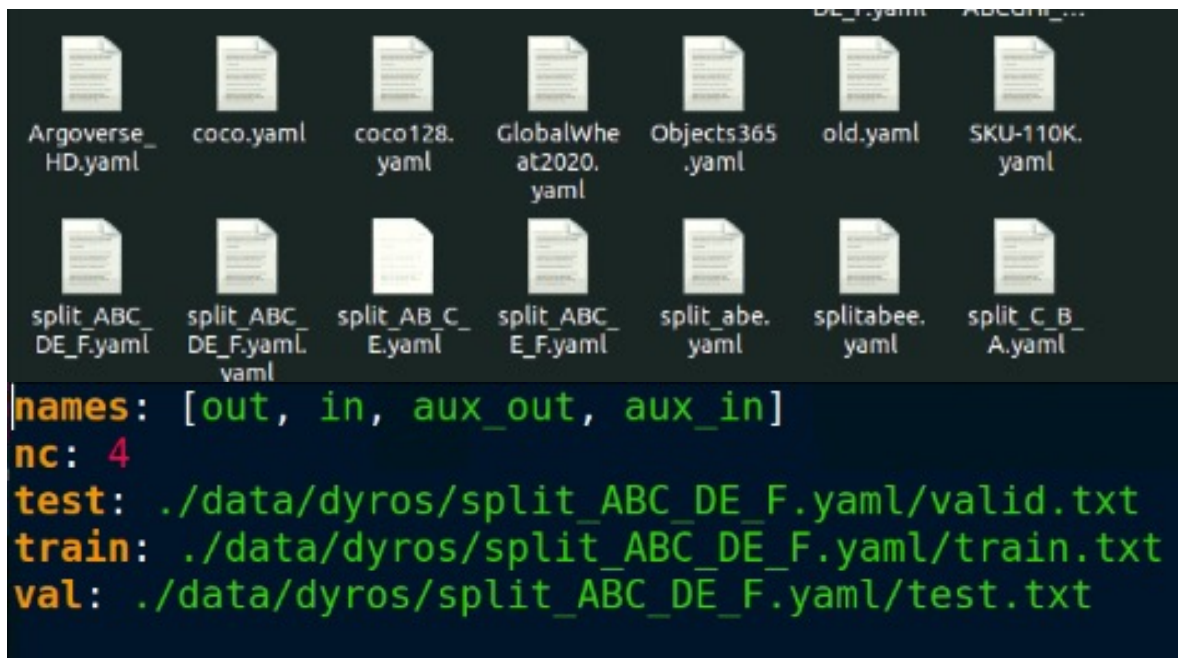 Argoverse_ coco.yaml coco128. GlobalWhe Objects365 old.yaml SKU-110K.
HD.yaml yaml at2020. .yaml yaml
yaml
split_ABC_ split_ABC_ split_AB_C_ split_ABC_ split_abe. splitabee. split_C_B_
DE_F.yaml DE_F.yaml. E.yaml E_F.yaml yaml yaml A.yaml
yaml
names: [out, in, aux_out, aux_in]
nc: 4
test: ./data/dyros/split_ABC_DE_F.yaml/valid.txt
train: ./data/dyros/split_ABC_DE_F.yaml/train.txt
val: ./data/dyros/split_ABC_DE_F.yaml/test.txt